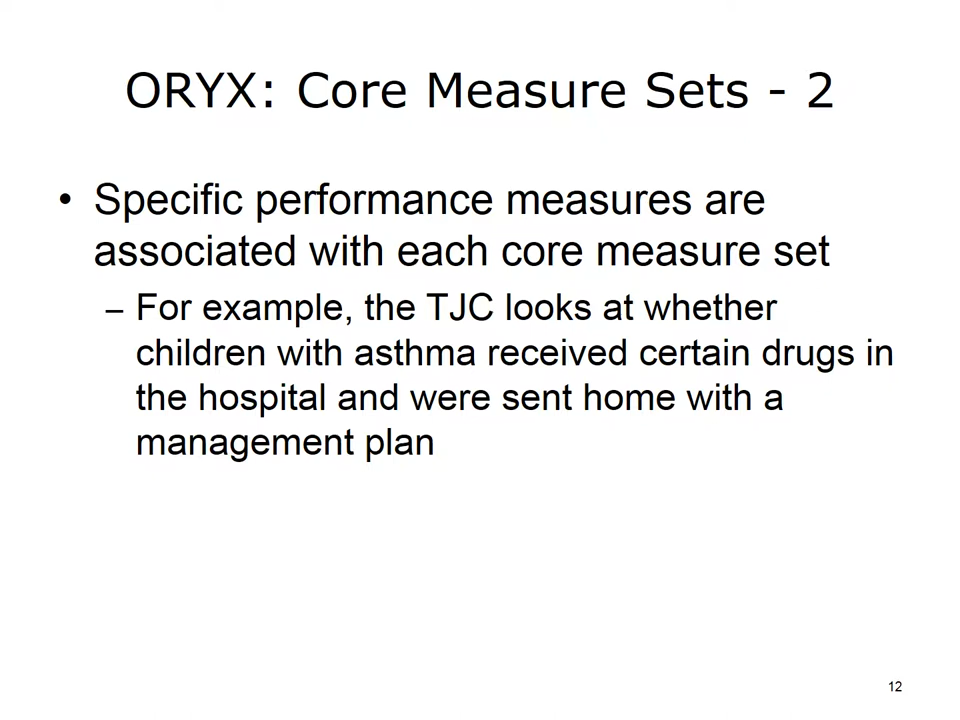 ORYX: Core Measure Sets - 2
• Specific performance measures are
associated with each core measure set
– For example, the TJC looks at whether
children with asthma received certain drugs in
the hospital and were sent home with a
management plan
12